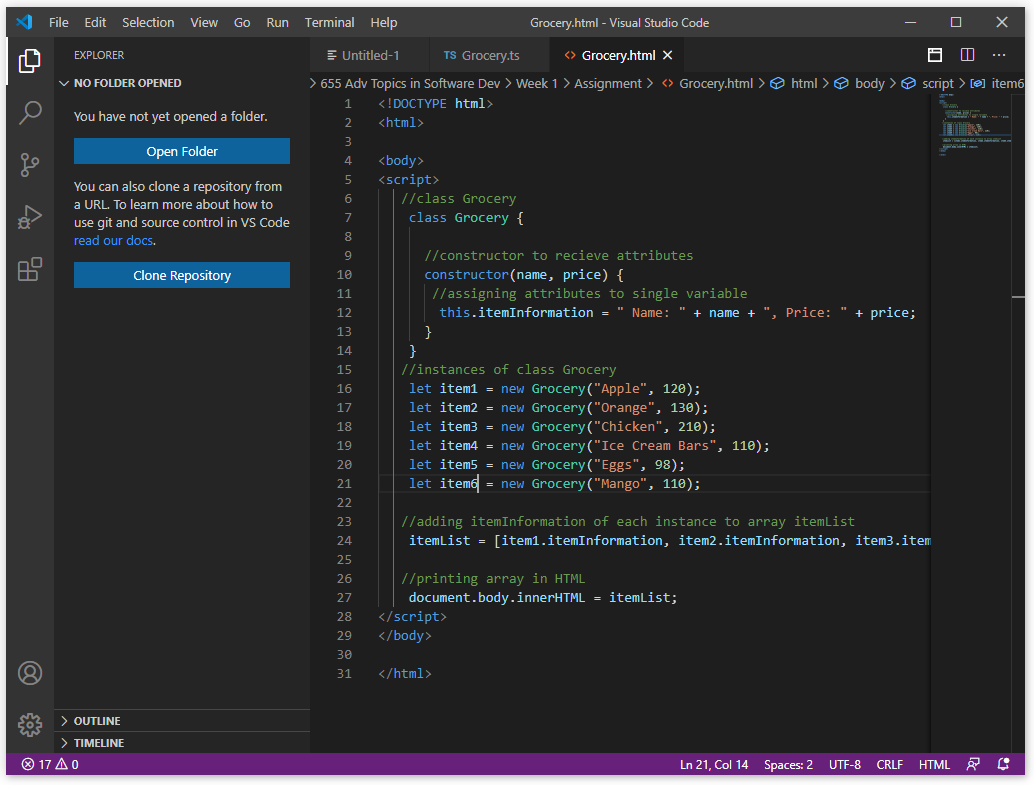 File Edit Selection View Go Run Terminal Help Grocery.html - Visual Studio Code
EXPLORER
NO FOLDER OPENED
You have not yet opened a folder.
Open Folder
You can also clone a repository from
a URL. To learn more about how to
use git and source control in VS Code
read our docs.
Clone Repository
OUTLINE
TIMELINE
Untitled-1 TS Grocery.ts <> Grocery.html
655 Adv Topics in Software Dev > Week 1 > Assignment > <> Grocery.html > html > body > script > item6
1 <!DOCTYPE html>
2 <html>
3
4 <body>
5 <script>
6 //class Grocery
7 class Grocery {
8
9 //constructor to recieve attributes
10 constructor(name, price) {
11 //assigning attributes to single variable
12 this.itemInformation = " Name: " + name + ", Price: " + price;
13 }
14 }
15 //instances of class Grocery
16 let item1 = new Grocery("Apple", 120);
17 let item2 = new Grocery("Orange", 130);
18 let item3 = new Grocery("Chicken", 210);
19 let item4 = new Grocery("Ice Cream Bars", 110);
20 let item5 = new Grocery("Eggs", 98);
21 let item6 = new Grocery("Mango", 110);
22
23 //adding itemInformation of each instance to array itemList
24 itemList = [item1.itemInformation, item2.itemInformation, item3.item
25
26 //printing array in HTML
27 document.body.innerHTML = itemList;
28 </script>
29 </body>
30
31 </html>
17 0 Ln 21, Col 14 Spaces: 2 UTF-8 CRLF HTML